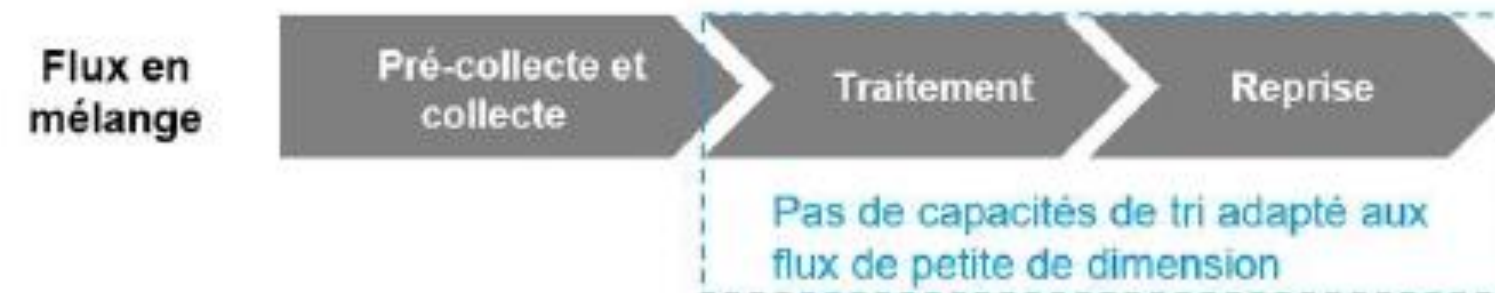 Flux en
mélange
Pré-collecte et
collecte
Traitement
Reprise
Pas de capacités de tri adapté aux
flux de petite de dimension